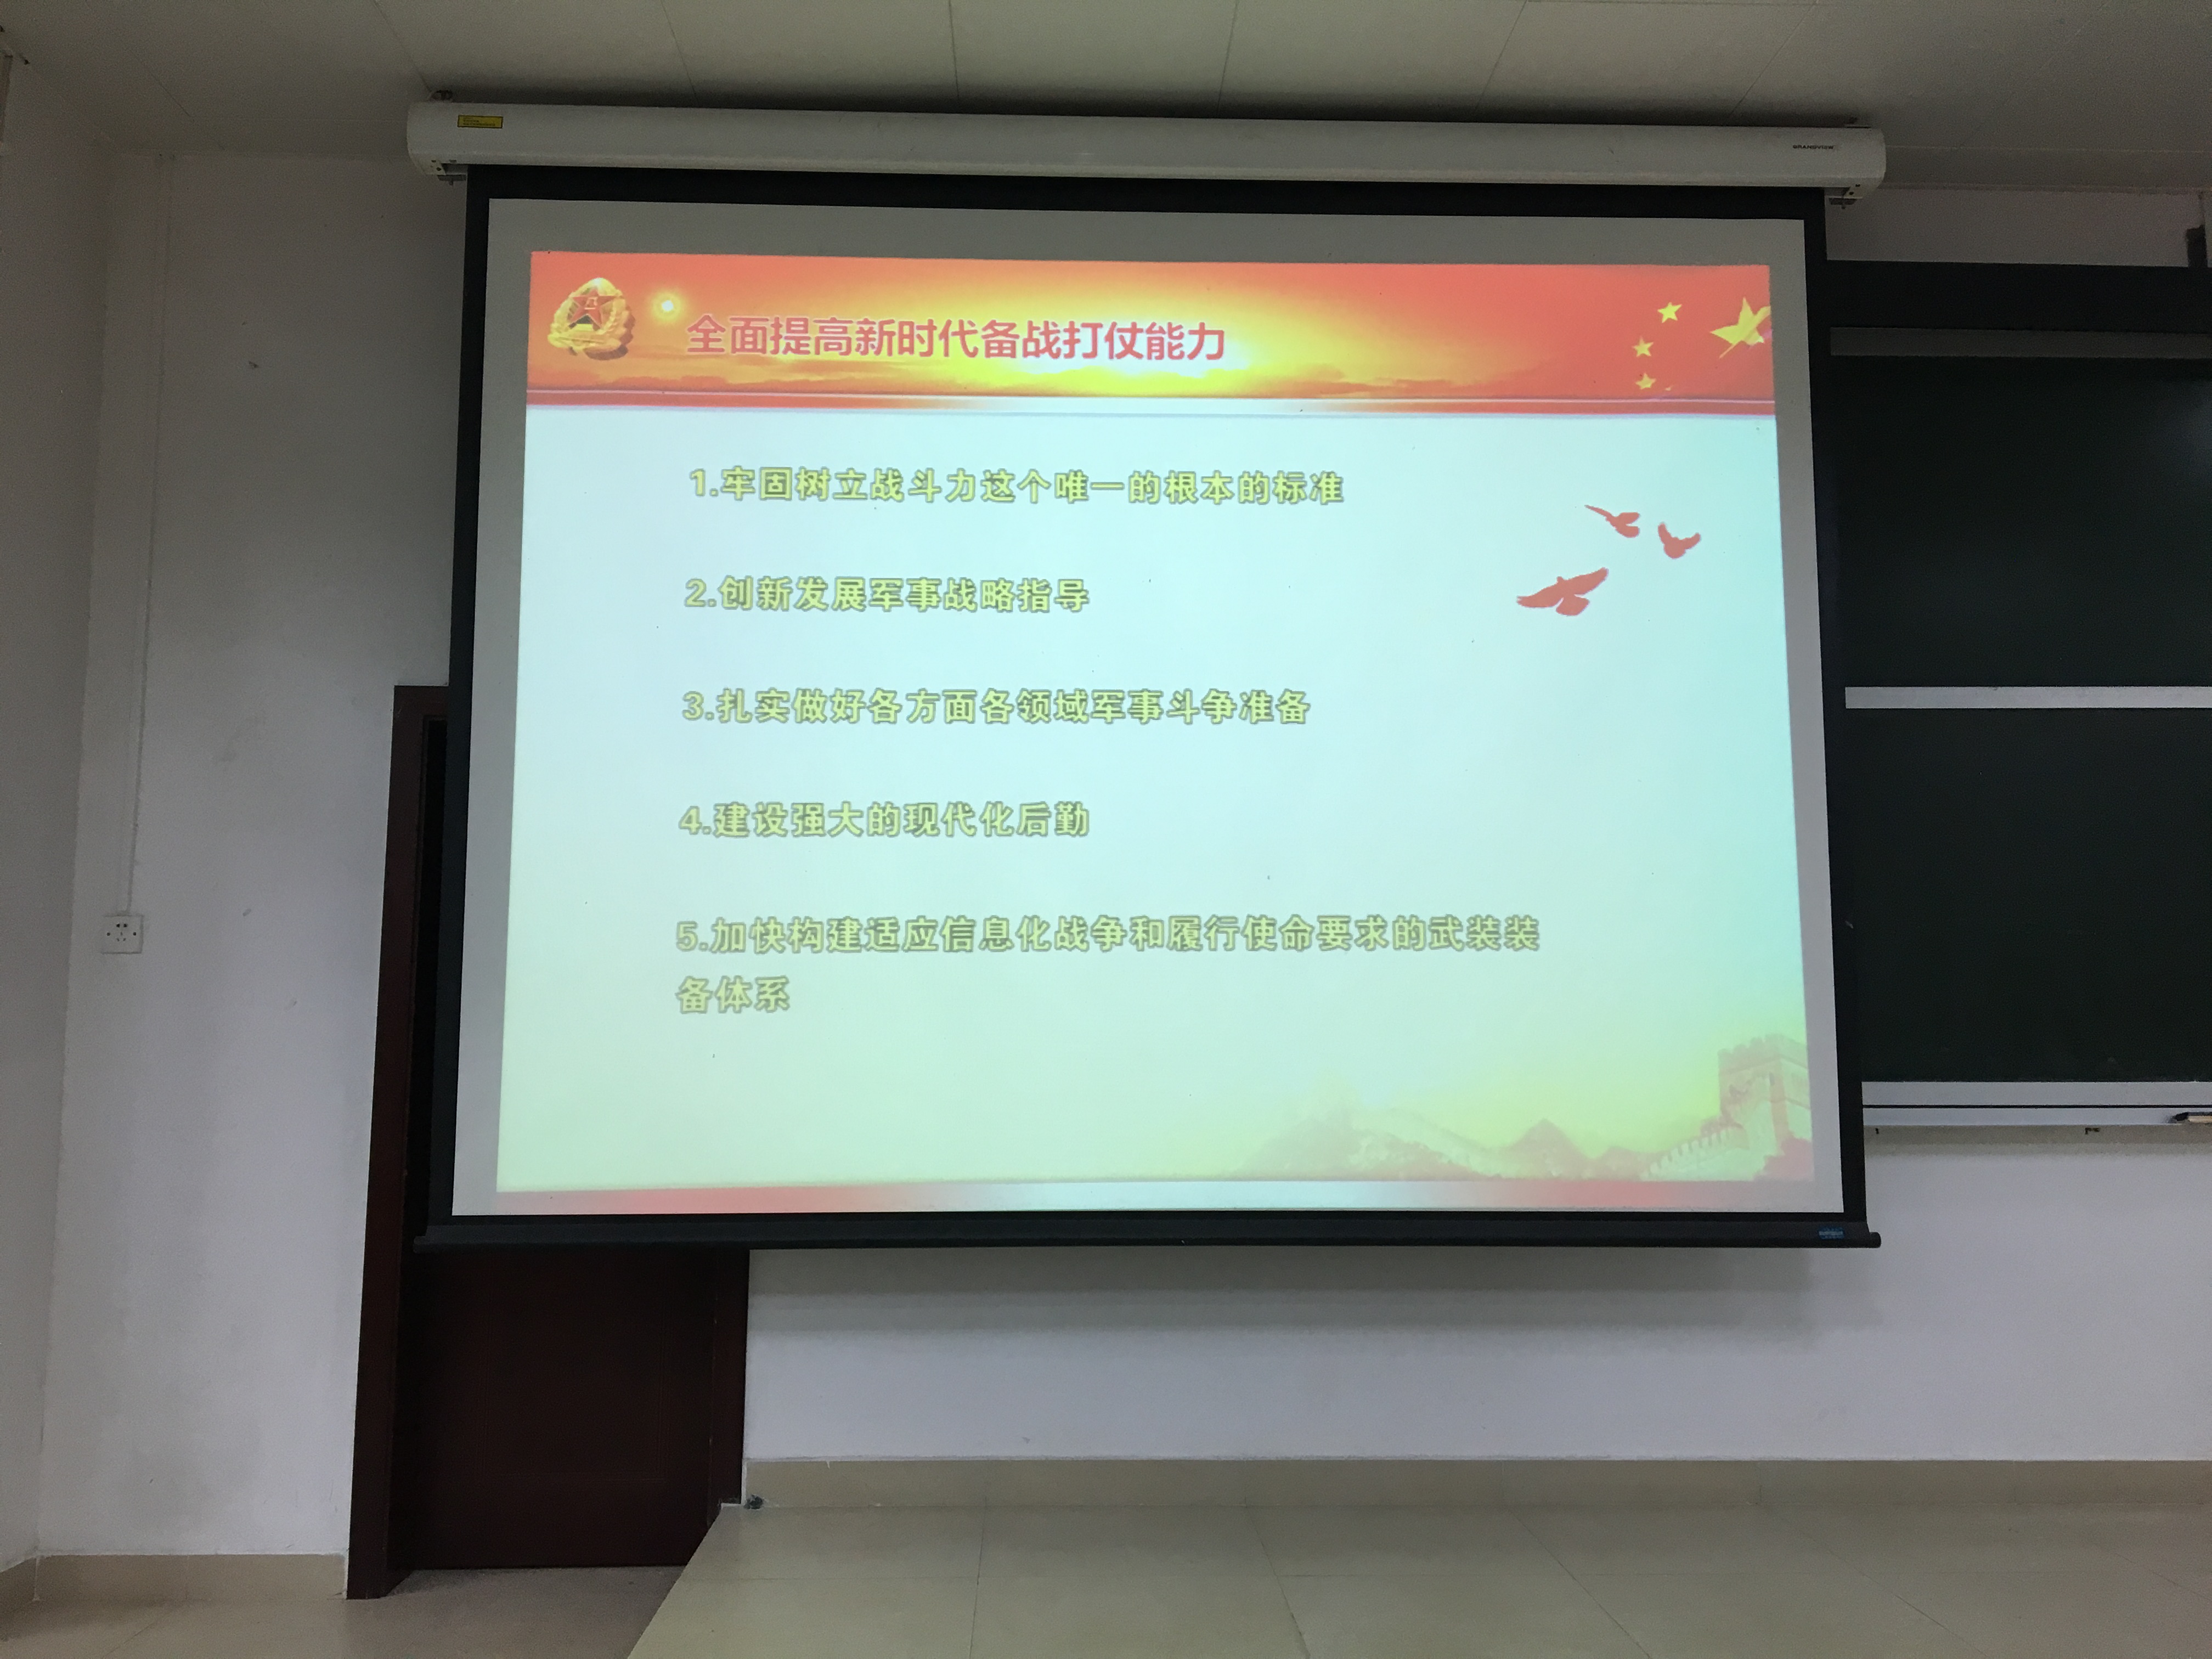 全面提高新时代备战打仗能力
1.牢固树立战斗力这个唯一的根本的标准
2.创新发展军事战略指导
3.扎实做好各方面各领域军事斗争准备
4.建设强大的现代化后勤
5.加快构建适应信息化战争和履行使命要求的武装装
备体系